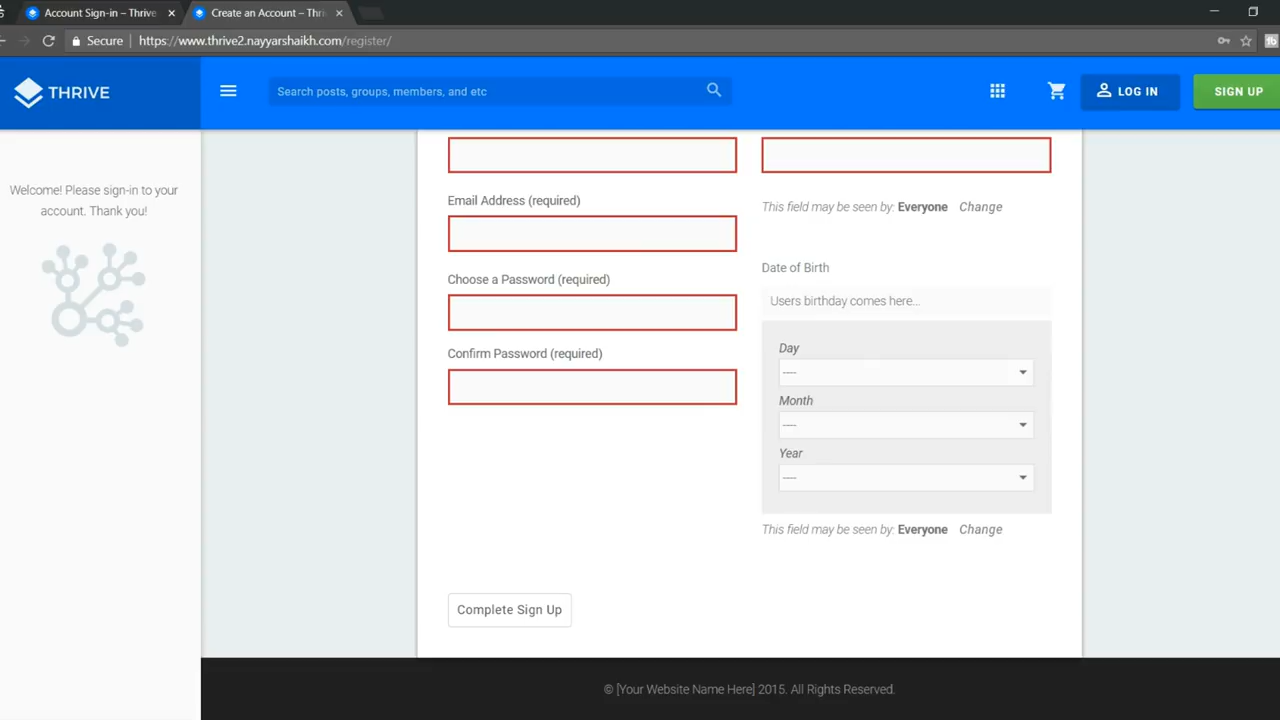 Account Sign-in – Thrive
Create an Account – Thri
Secure
https://www.thrive2.nayyarshaikh.com/register/
THRIVE
Search posts, groups, members, and etc
LOG IN
SIGN UP
Welcome! Please sign-in to your
account. Thank you!
Email Address (required)
Choose a Password (required)
Confirm Password (required)
This field may be seen by: Everyone Change
Date of Birth
Users birthday comes here...
Day
----
Month
----
Year
----
This field may be seen by: Everyone Change
Complete Sign Up
© [Your Website Name Here] 2015. All Rights Reserved.